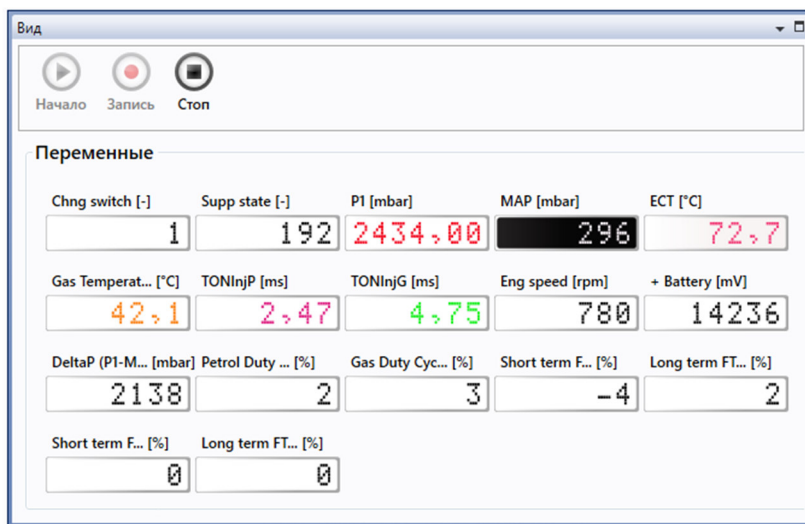 Вид
Начало Запись Стоп
Переменные
Chng switch [-] Supp state [-] P1 [mbar] MAP [mbar] ECT [°C]
1 192 2434,00 296 72,7
Gas Temperat... [°C] TONInjP [ms] TONInjG [ms] Eng speed [rpm] + Battery [mV]
42,1 2,47 4,75 780 14236
DeltaP (P1-M... [mbar] Petrol Duty ... [%] Gas Duty Cyc... [%] Short term F... [%] Long term FT... [%]
2138 2 3 -4 2
Short term F... [%] Long term FT... [%]
0 0